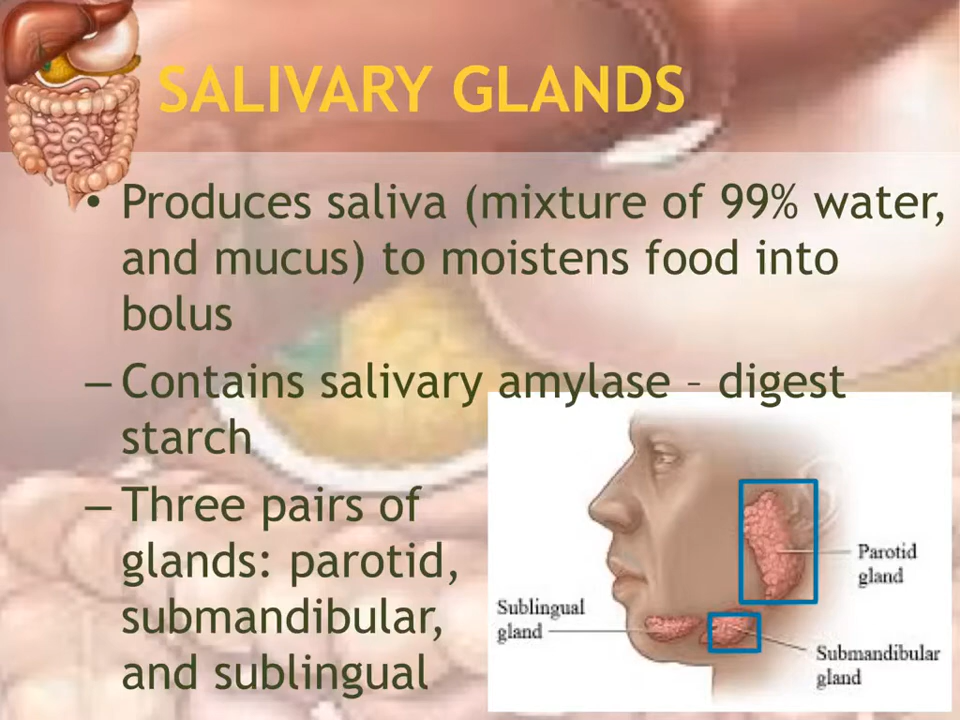 SALIVARY GLANDS
• Produces saliva (mixture of 99% water,
and mucus) to moistens food into
bolus
– Contains salivary amylase – digest
starch
– Three pairs of
glands: parotid,
submandibular,
and sublingual
Parotid
gland
Sublingual
gland
Submandibular
gland